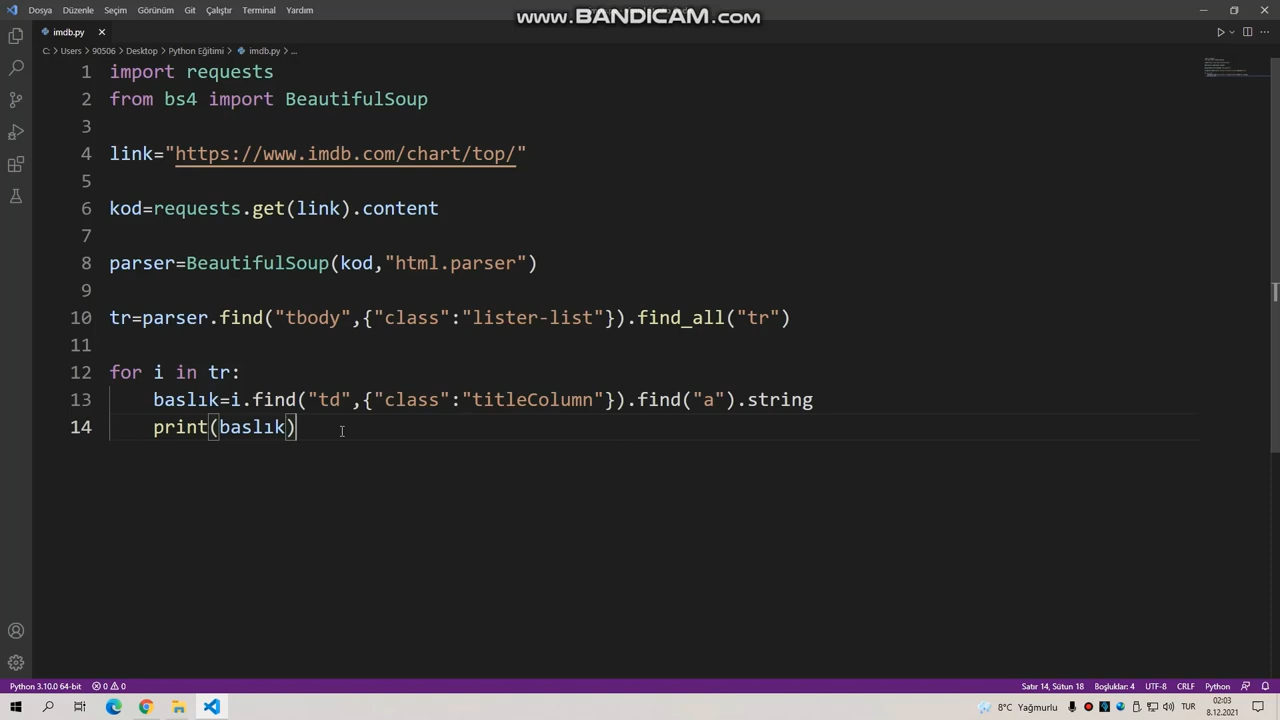 Dosya Düzenle Seçim Görünüm Git Çalıştır Terminal Yardım
www.BANDICAM.com
imdb.py
C: > Users > 90506 > Desktop > Python Eğitimi > imdb.py > ...
1 import requests
2 from bs4 import BeautifulSoup
3
4 link="https://www.imdb.com/chart/top/"
5
6 kod=requests.get(link).content
7
8 parser=BeautifulSoup(kod,"html.parser")
9
10 tr=parser.find("tbody",{"class":"lister-list"}).find_all("tr")
11
12 for i in tr:
13 baslık=i.find("td",{"class":"titleColumn"}).find("a").string
14 print(baslık)
Python 3.10.0 64-bit 0 0 Satır 14, Sütun 18 Boşluklar: 4 UTF-8 CRLF Python
8°C Yağmurlu TUR 02:03
8.12.2021